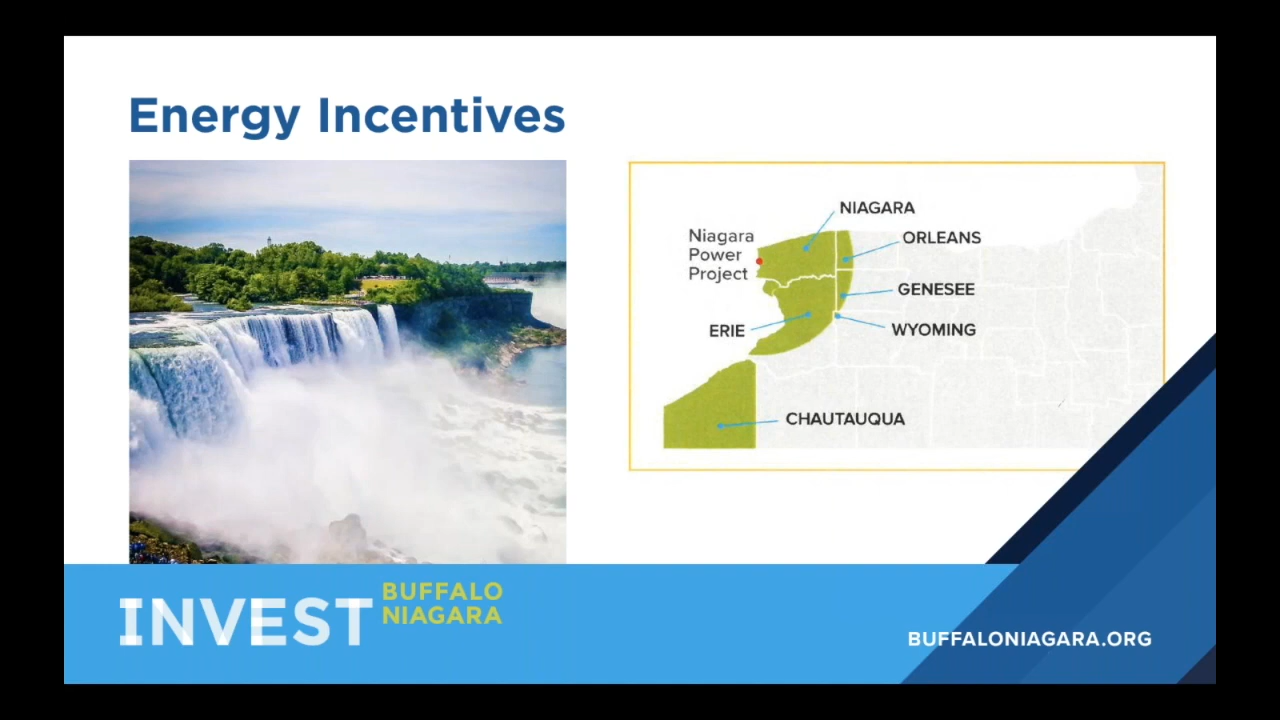 Energy Incentives
NIAGARA
Niagara
Power
Project
ORLEANS
GENESEE
ERIE
WYOMING
CHAUTAUQUA
INVEST
BUFFALO
NIAGARA
BUFFALONIAGARA.ORG